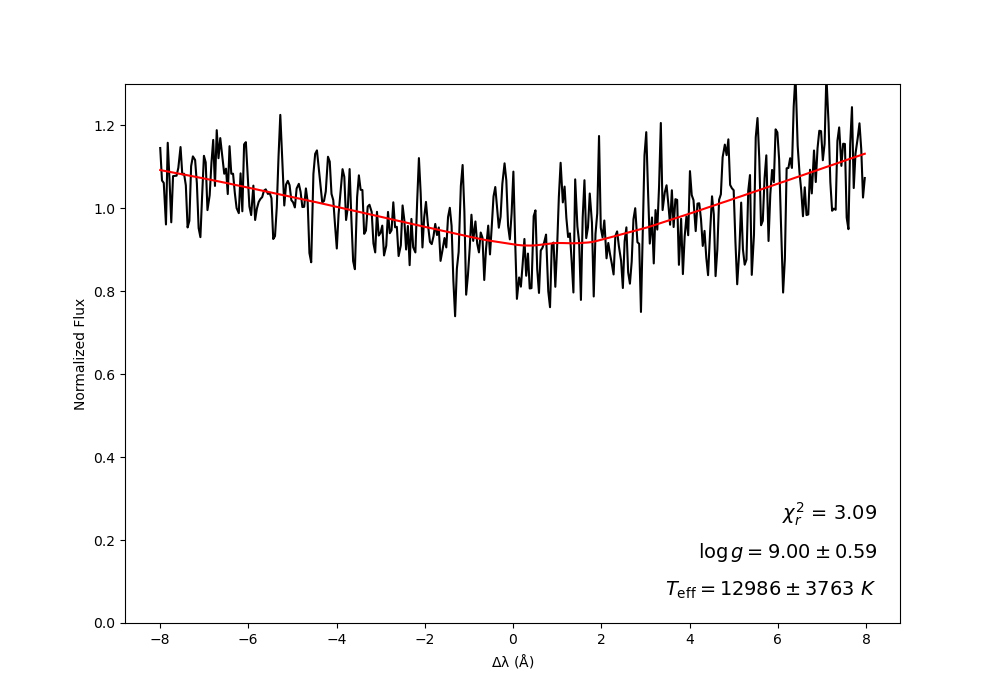 Normalized Flux
1.2
1.0
0.8
0.6
0.4
0.2
0.0
χ²ᵣ = 3.09
log g = 9.00 ± 0.59
T_eff = 12986 ± 3763 K
−8 −6 −4 −2 0 2 4 6 8
Δλ (Å)